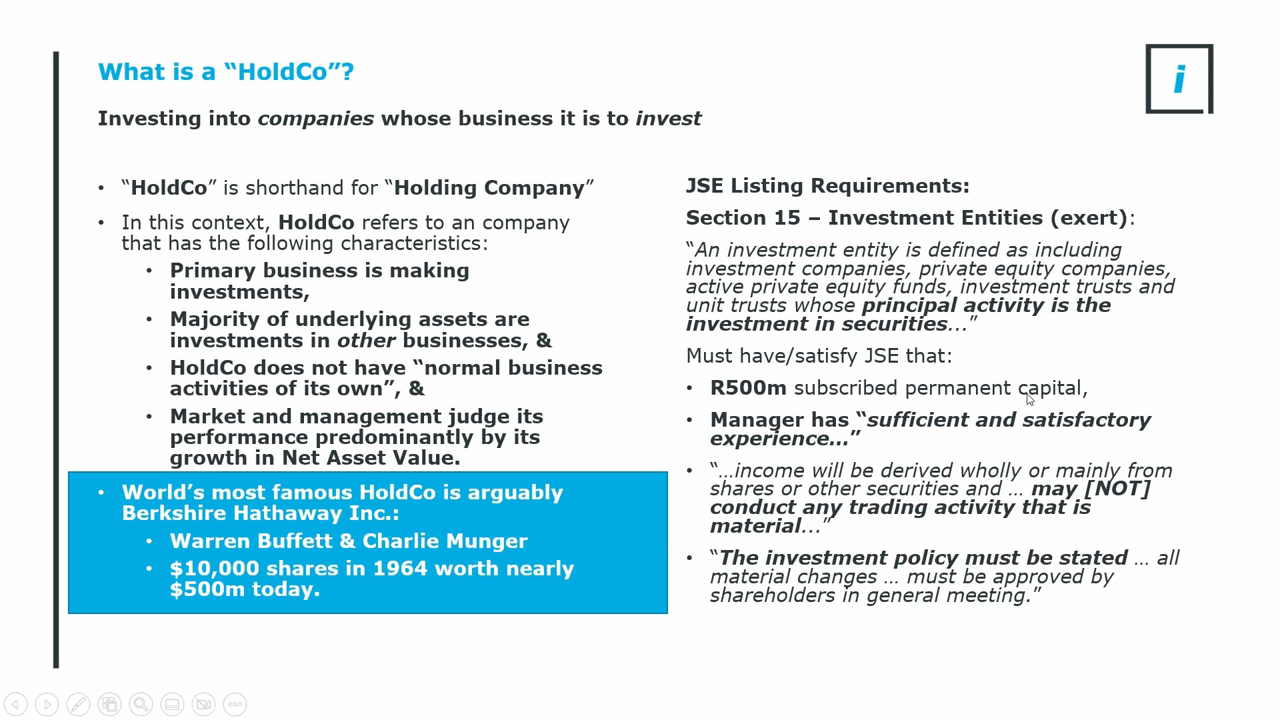 What is a “HoldCo”?
i
Investing into companies whose business it is to invest
• “HoldCo” is shorthand for “Holding Company”
• In this context, HoldCo refers to an company
that has the following characteristics:
• Primary business is making
investments,
• Majority of underlying assets are
investments in other businesses, &
• HoldCo does not have “normal business
activities of its own”, &
• Market and management judge its
performance predominantly by its
growth in Net Asset Value.
• World’s most famous HoldCo is arguably
Berkshire Hathaway Inc.:
• Warren Buffett & Charlie Munger
• $10,000 shares in 1964 worth nearly
$500m today.
JSE Listing Requirements:
Section 15 – Investment Entities (exert):
“An investment entity is defined as including
investment companies, private equity companies,
active private equity funds, investment trusts and
unit trusts whose principal activity is the
investment in securities…”
Must have/satisfy JSE that:
• R500m subscribed permanent capital,
• Manager has “sufficient and satisfactory
experience…”
• “…income will be derived wholly or mainly from
shares or other securities and … may [NOT]
conduct any trading activity that is
material…”
• “The investment policy must be stated … all
material changes … must be approved by
shareholders in general meeting.”